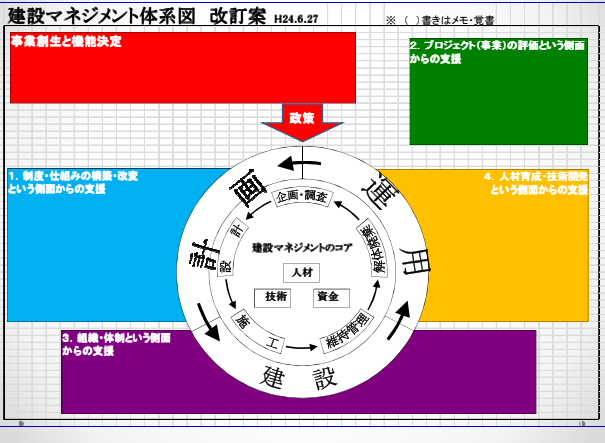 建設マネジメント体系図 改訂案 H24.6.27
※ ( )書きはメモ・覚書
事業創生と機能決定
2. プロジェクト(事業)の評価という側面
からの支援
政策
1. 制度・仕組みの構築・改変
という側面からの支援
4. 人材育成・技術開発
という側面からの支援
計画
運用
建設
企画・調査
設計
施工
維持管理
解体廃棄
建設マネジメントのコア
人材
技術
資金
3. 組織・体制という側面
からの支援